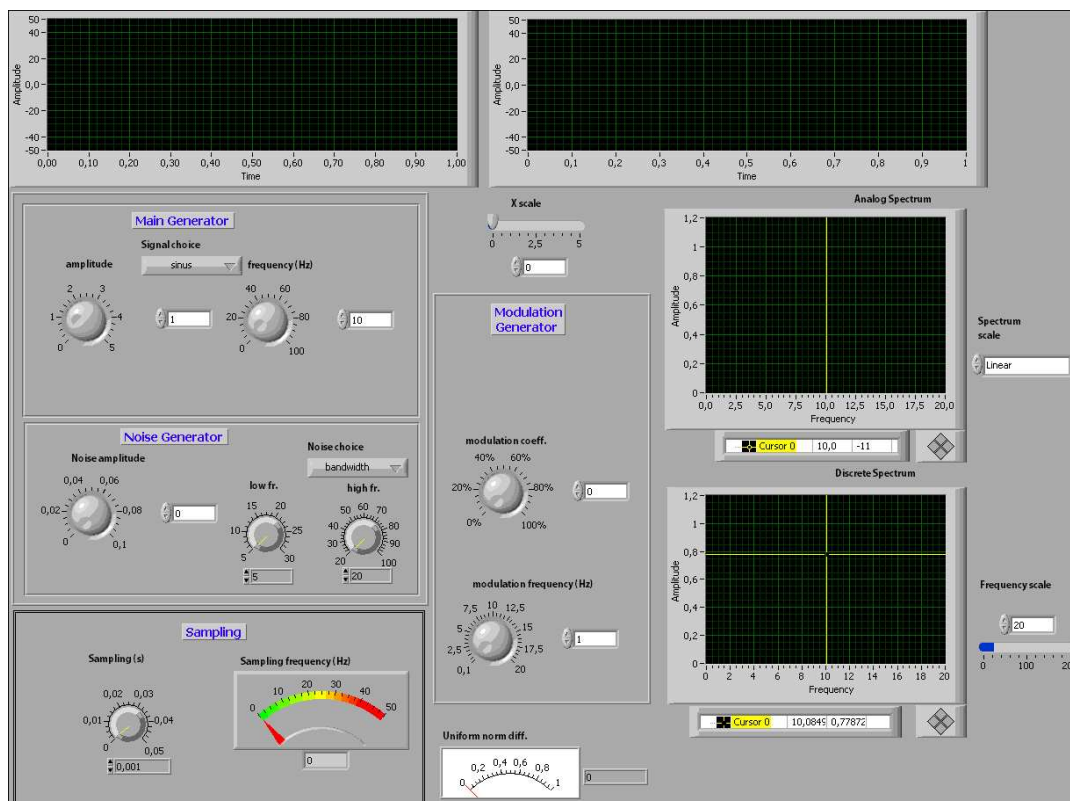 50
40
20
0,0
-20
-40
-50
Amplitude
0,00 0,10 0,20 0,30 0,40 0,50 0,60 0,70 0,80 0,90 1,00
Time
50
40
20
0,0
-20
-40
-50
Amplitude
0 0,1 0,2 0,3 0,4 0,5 0,6 0,7 0,8 0,9 1
Time
Main Generator
Signal choice
amplitude
sinus
frequency (Hz)
0 1 2 3 4 5
1
0 20 40 60 80 100
10
Noise Generator
Noise amplitude
Noise choice
bandwidth
0 0,02 0,04 0,06 0,08 0,1
0
low fr.
5 10 15 20 25 30
5
high fr.
20 30 40 50 60 70 80 90 100
20
Sampling
Sampling (s)
0 0,01 0,02 0,03 0,04 0,05
0,001
Sampling frequency (Hz)
0 10 20 30 40 50
0
X scale
0 2,5 5
0
Modulation
Generator
modulation coeff.
0% 20% 40% 60% 80% 100%
0
modulation frequency (Hz)
0,1 2,5 5 7,5 10 12,5 15 17,5 20
1
Uniform norm diff.
0 0,2 0,4 0,6 0,8 1
0
Analog Spectrum
1,2
1
0,8
0,6
0,4
0,2
0
Amplitude
0,0 2,5 5,0 7,5 10,0 12,5 15,0 17,5 20,0
Frequency
Cursor 0 10,0 -11
Spectrum
scale
Linear
Discrete Spectrum
1,2
1
0,8
0,6
0,4
0,2
0
Amplitude
0 2 4 6 8 10 12 14 16 18 20
Frequency
Cursor 0 10,0849 0,77872
Frequency scale
20
0 100 20